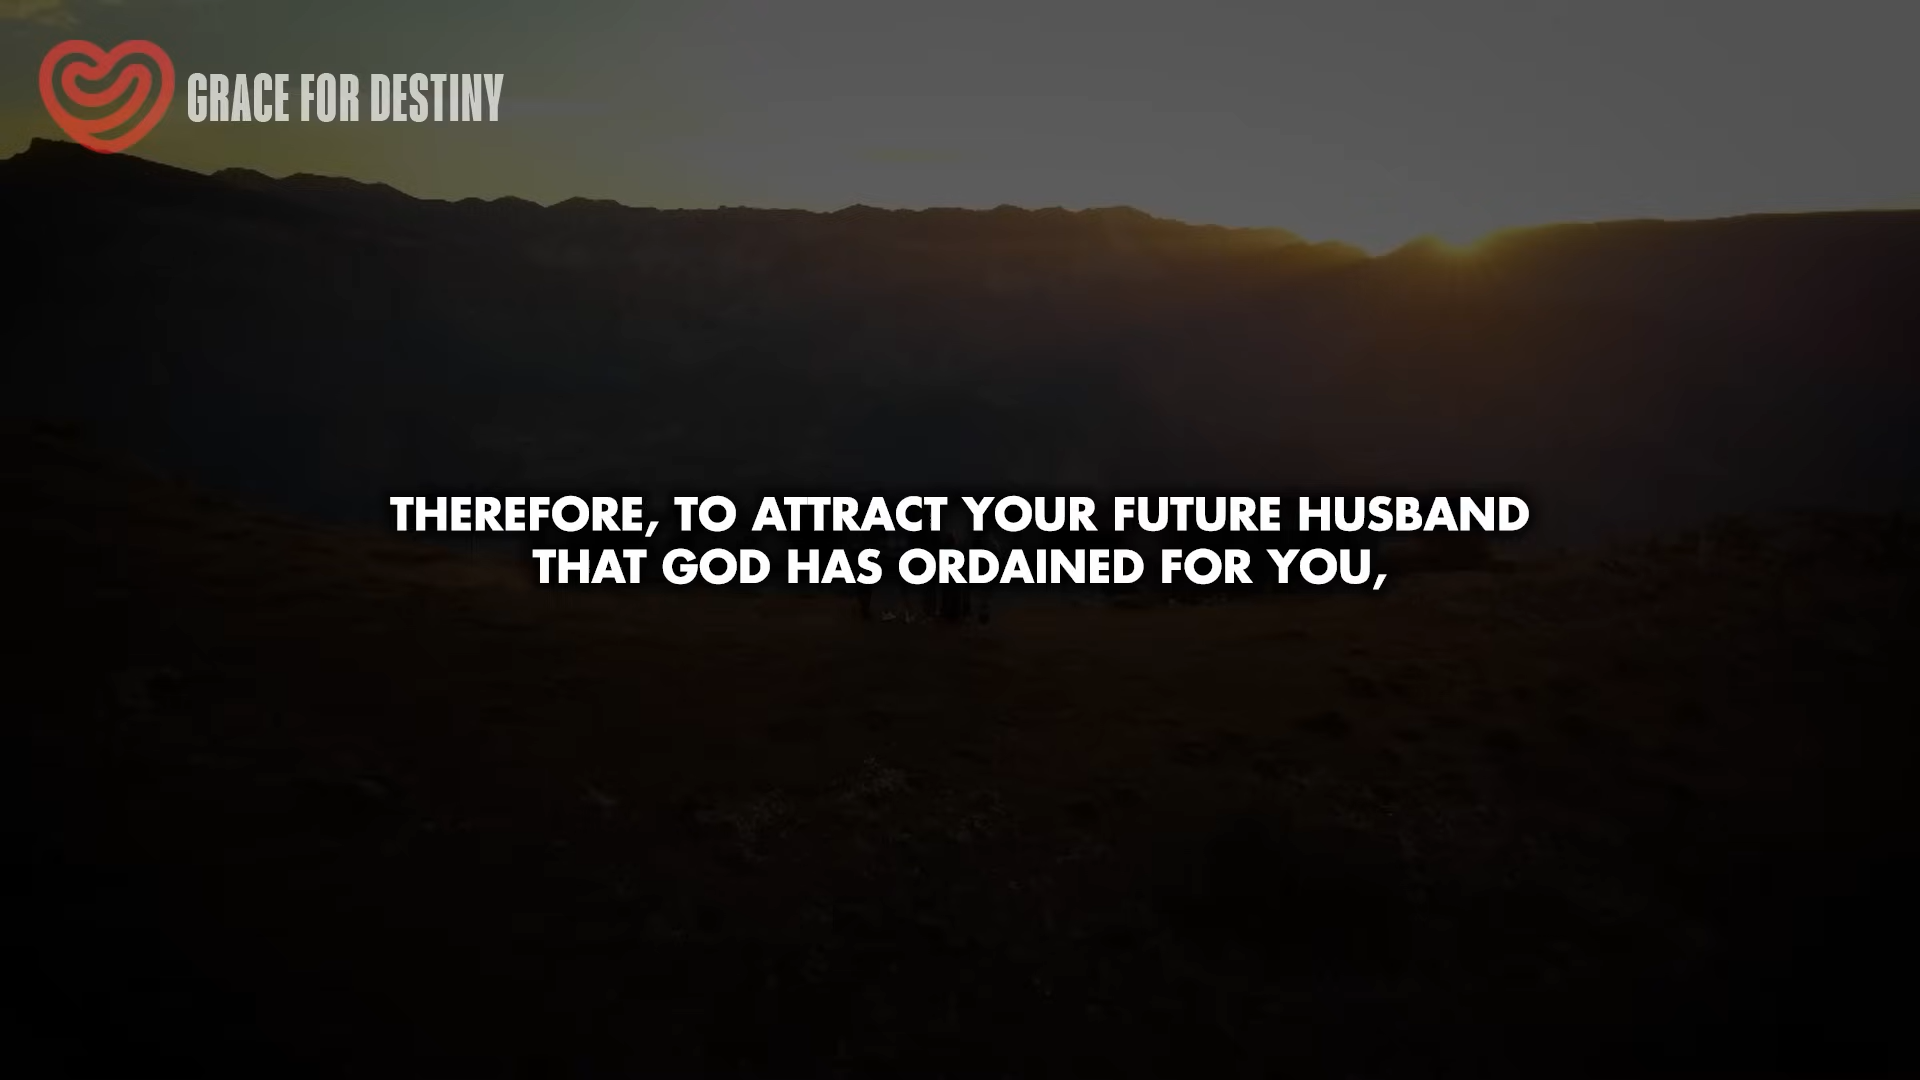 GRACE FOR DESTINY
THEREFORE, TO ATTRACT YOUR FUTURE HUSBAND
THAT GOD HAS ORDAINED FOR YOU,